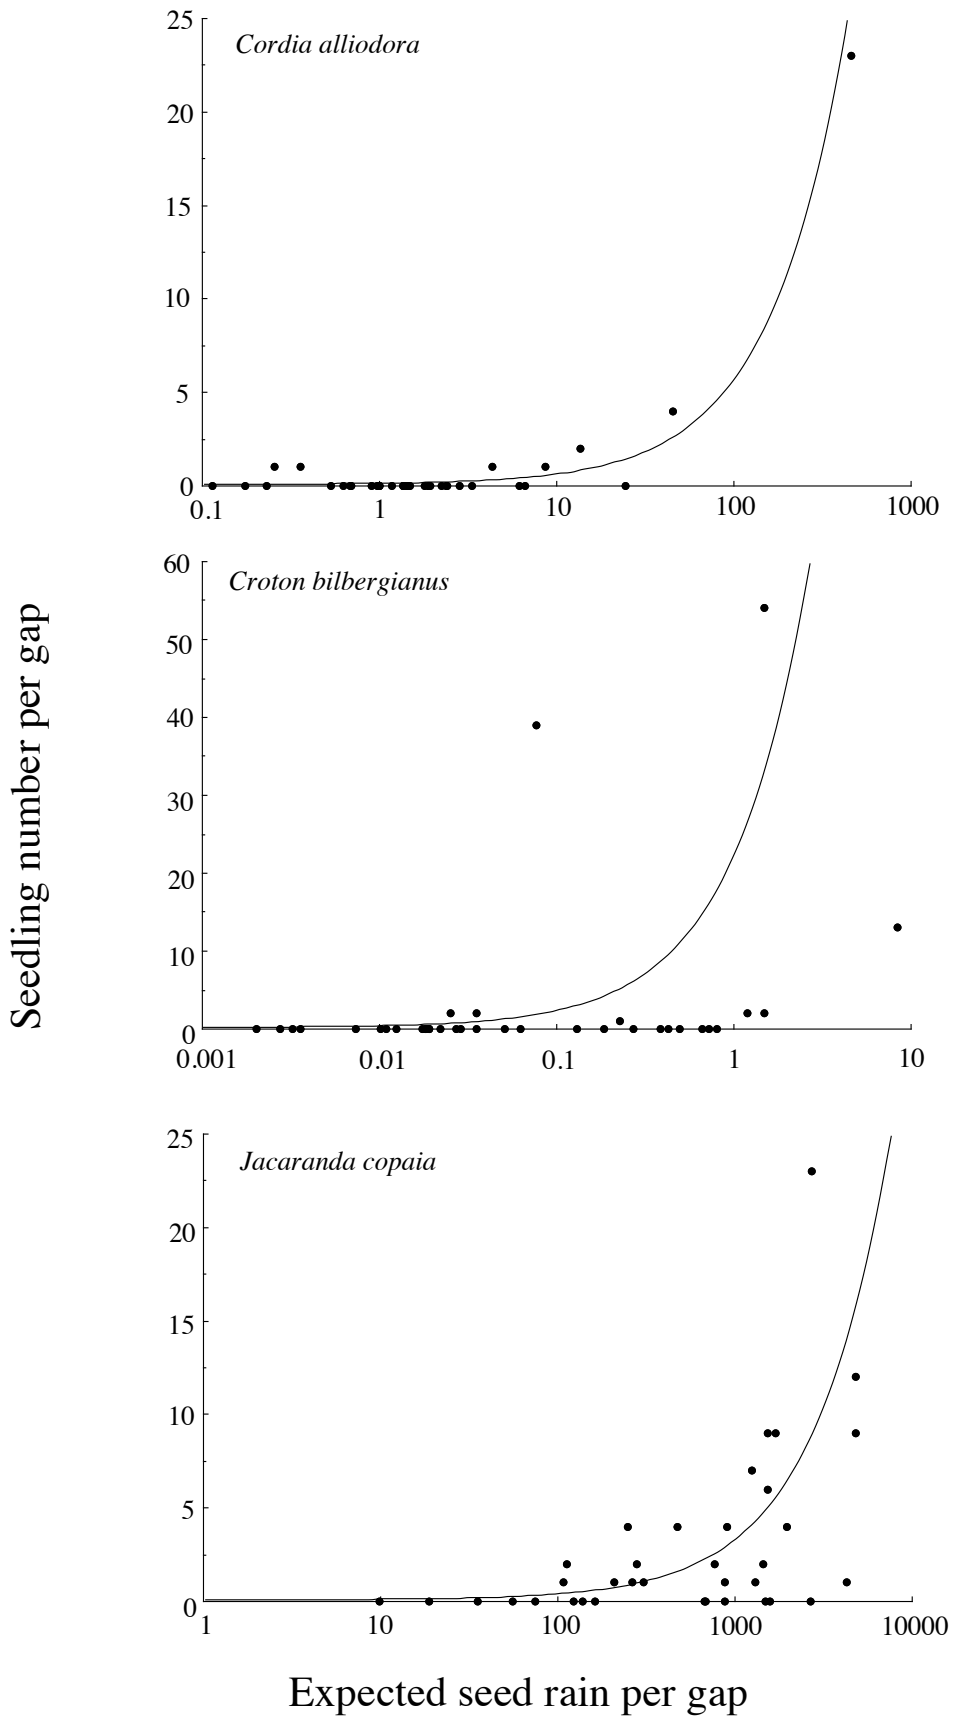 Seedling number per gap
Cordia alliodora
25
20
15
10
5
0
0.1 1 10 100 1000
Croton bilbergianus
60
50
40
30
20
10
0
0.001 0.01 0.1 1 10
Jacaranda copaia
25
20
15
10
5
0
1 10 100 1000 10000
Expected seed rain per gap